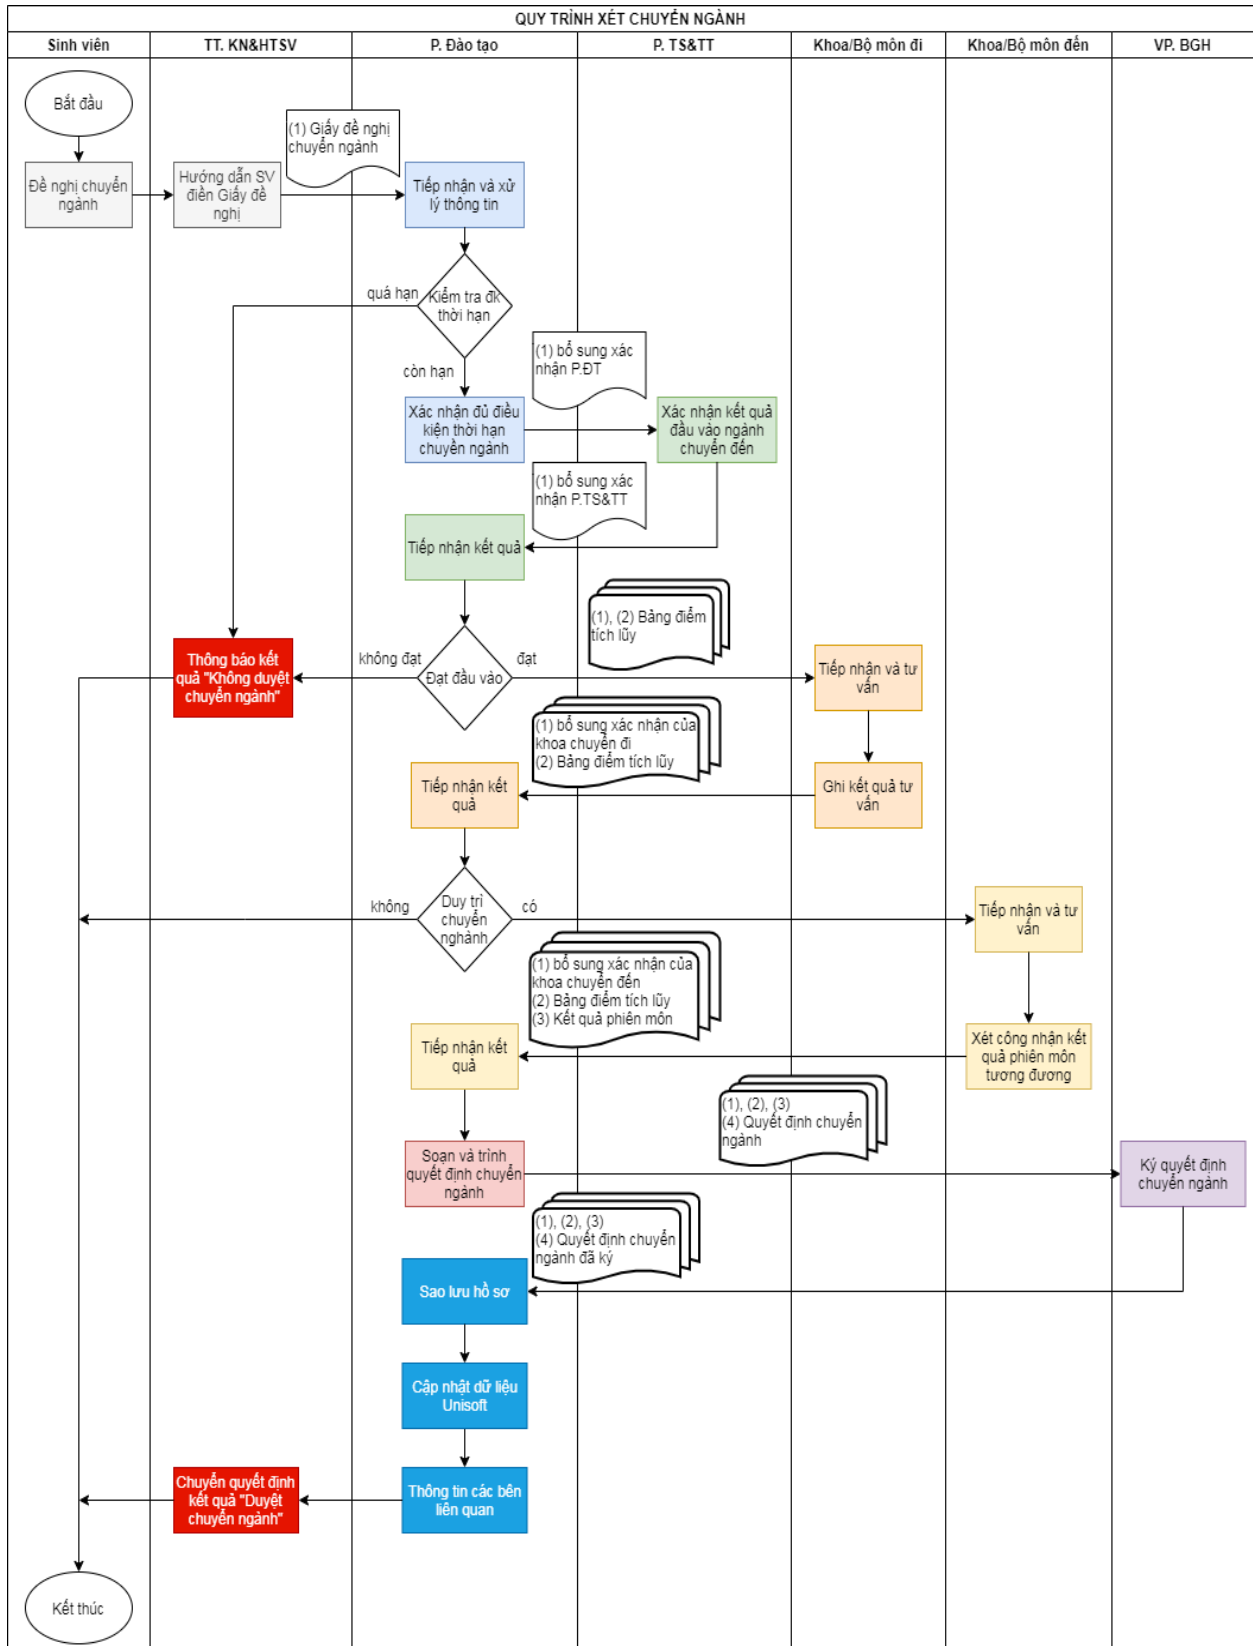 QUY TRÌNH XÉT CHUYỂN NGÀNH
Sinh viên
TT. KN&HTSV
P. Đào tạo
P. TS&TT
Khoa/Bộ môn đi
Khoa/Bộ môn đến
VP. BGH
Bắt đầu
(1) Giấy đề nghị
chuyển ngành
Đề nghị chuyển
ngành
Hướng dẫn SV
điền Giấy đề
nghị
Tiếp nhận và xử
lý thông tin
quá hạn
Kiểm tra đk
thời hạn
còn hạn
(1) bổ sung xác
nhận P.ĐT
Xác nhận đủ điều
kiện thời hạn
chuyển ngành
Xác nhận kết quả
đầu vào ngành
chuyển đến
(1) bổ sung xác
nhận P.TS&TT
Tiếp nhận kết quả
(1), (2) Bảng điểm
tích lũy
Thông báo kết
quả "Không duyệt
chuyển ngành"
không đạt
Đạt đầu vào
đạt
Tiếp nhận và tư
vấn
(1) bổ sung xác nhận của
khoa chuyển đi
(2) Bảng điểm tích lũy
Tiếp nhận kết
quả
Ghi kết quả tư
vấn
không
Duy trì
chuyển
nghành
có
Tiếp nhận và tư
vấn
(1) bổ sung xác nhận của
khoa chuyển đến
(2) Bảng điểm tích lũy
(3) Kết quả phiên môn
Tiếp nhận kết
quả
Xét công nhận kết
quả phiên môn
tương đương
(1), (2), (3)
(4) Quyết định chuyển
ngành
Soạn và trình
quyết định chuyển
ngành
Ký quyết định
chuyển ngành
(1), (2), (3)
(4) Quyết định chuyển
ngành đã ký
Sao lưu hồ sơ
Cập nhật dữ liệu
Unisoft
Chuyển quyết định
kết quả "Duyệt
chuyển ngành"
Thông tin các bên
liên quan
Kết thúc